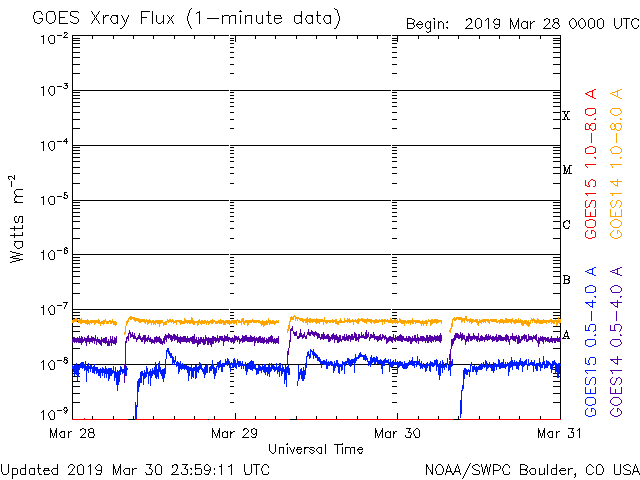 GOES Xray Flux (1-minute data)
Begin: 2019 Mar 28 0000 UTC
10⁻²
10⁻³
10⁻⁴
10⁻⁵
10⁻⁶
10⁻⁷
10⁻⁸
10⁻⁹
Watts m⁻²
X
M
C
B
A
GOES15 1.0-8.0 A
GOES14 1.0-8.0 A
GOES15 0.5-4.0 A
GOES14 0.5-4.0 A
Mar 28
Mar 29
Mar 30
Mar 31
Universal Time
Updated 2019 Mar 30 23:59:11 UTC
NOAA/SWPC Boulder, CO USA